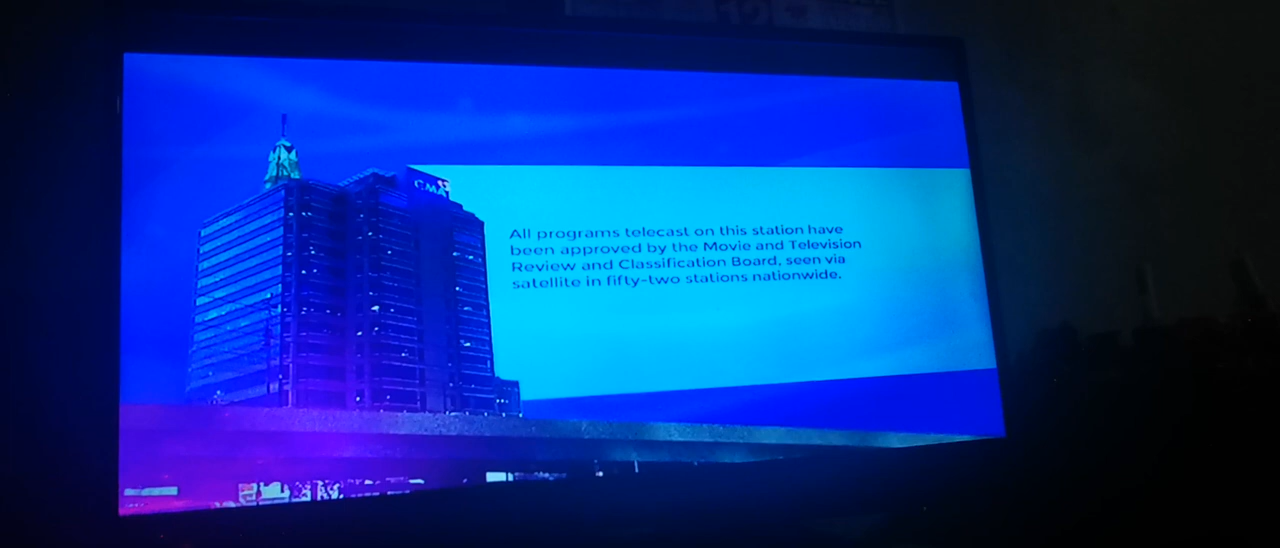 GMA
All programs telecast on this station have
been approved by the Movie and Television
Review and Classification Board, seen via
satellite in fifty-two stations nationwide.